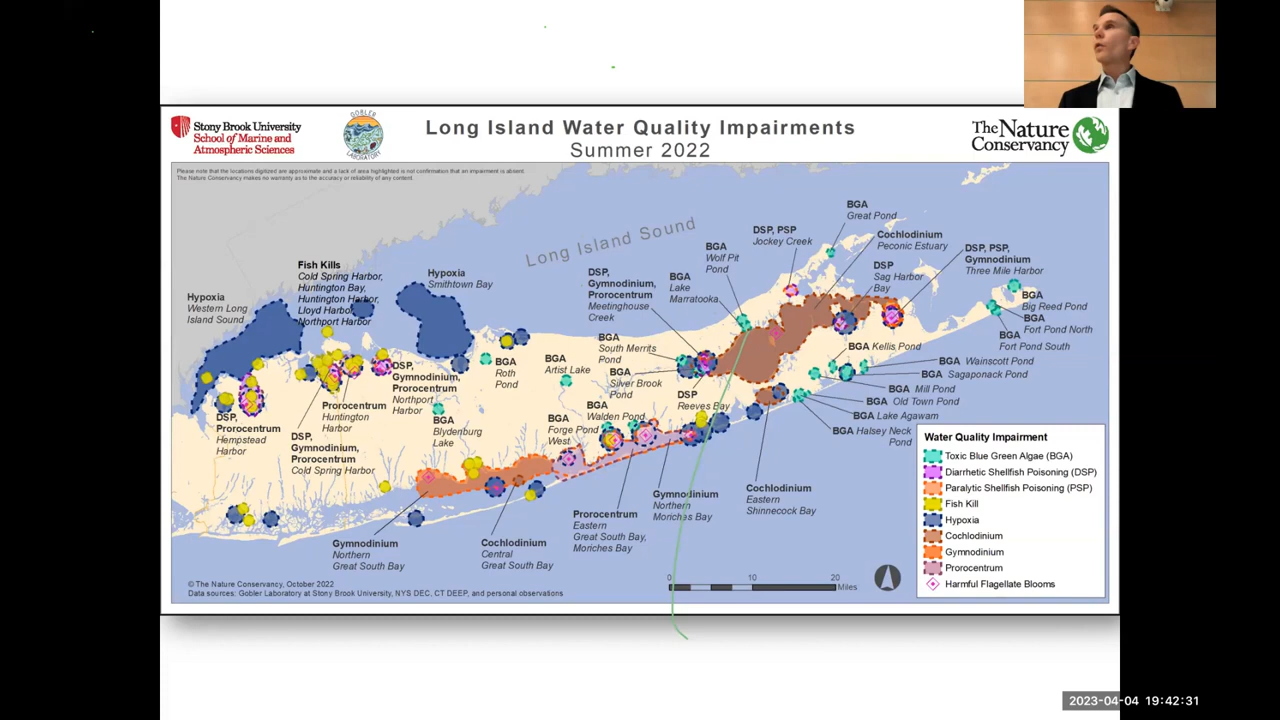 Stony Brook University
School of Marine and
Atmospheric Sciences
GOBLER
LABORATORY
Long Island Water Quality Impairments
Summer 2022
The Nature
Conservancy
Please note that the locations digitized are approximate and a lack of area highlighted is not confirmation that an impairment is absent.
The Nature Conservancy makes no warranty as to the accuracy or reliability of any content.
Long Island Sound
Hypoxia
Western Long
Island Sound
Fish Kills
Cold Spring Harbor,
Huntington Bay,
Huntington Harbor,
Lloyd Harbor,
Northport Harbor
Hypoxia
Smithtown Bay
DSP,
Gymnodinium,
Prorocentrum
Meetinghouse
Creek
BGA
Lake
Marratooka
BGA
Wolf Pit
Pond
DSP, PSP
Jockey Creek
BGA
Great Pond
Cochlodinium
Peconic Estuary
DSP
Sag Harbor
Bay
DSP, PSP,
Gymnodinium
Three Mile Harbor
BGA
Big Reed Pond
BGA
Fort Pond North
BGA
Fort Pond South
BGA Kellis Pond
BGA Wainscott Pond
BGA Sagaponack Pond
BGA Mill Pond
BGA Old Town Pond
BGA Lake Agawam
BGA Halsey Neck
Pond
BGA
South Merrits
Pond
BGA
Silver Brook
Pond
DSP
Reeves Bay
BGA
Artist Lake
BGA
Roth
Pond
BGA
Walden Pond
BGA
Forge Pond
West
BGA
Blydenburg
Lake
DSP,
Gymnodinium,
Prorocentrum
Northport
Harbor
Prorocentrum
Huntington
Harbor
DSP,
Prorocentrum
Hempstead
Harbor
DSP,
Gymnodinium,
Prorocentrum
Cold Spring Harbor
Gymnodinium
Northern
Great South Bay
Cochlodinium
Central
Great South Bay
Prorocentrum
Eastern
Great South Bay,
Moriches Bay
Gymnodinium
Northern
Moriches Bay
Cochlodinium
Eastern
Shinnecock Bay
Water Quality Impairment
Toxic Blue Green Algae (BGA)
Diarrhetic Shellfish Poisoning (DSP)
Paralytic Shellfish Poisoning (PSP)
Fish Kill
Hypoxia
Cochlodinium
Gymnodinium
Prorocentrum
Harmful Flagellate Blooms
0 10 20
Miles
© The Nature Conservancy, October 2022
Data sources: Gobler Laboratory at Stony Brook University, NYS DEC, CT DEEP, and personal observations
2023-04-04 19:42:31